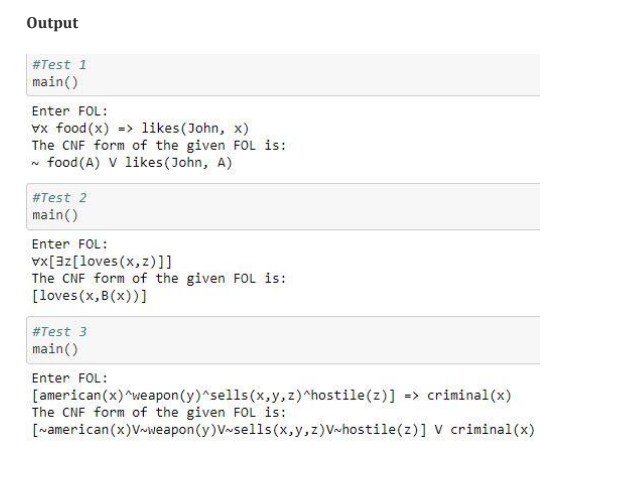 Output
#Test 1
main()
Enter FOL:
∀x food(x) => likes(John, x)
The CNF form of the given FOL is:
~ food(A) V likes(John, A)
#Test 2
main()
Enter FOL:
∀x[∃z[loves(x,z)]]
The CNF form of the given FOL is:
[loves(x,B(x))]
#Test 3
main()
Enter FOL:
[american(x)^weapon(y)^sells(x,y,z)^hostile(z)] => criminal(x)
The CNF form of the given FOL is:
[~american(x)V~weapon(y)V~sells(x,y,z)V~hostile(z)] V criminal(x)